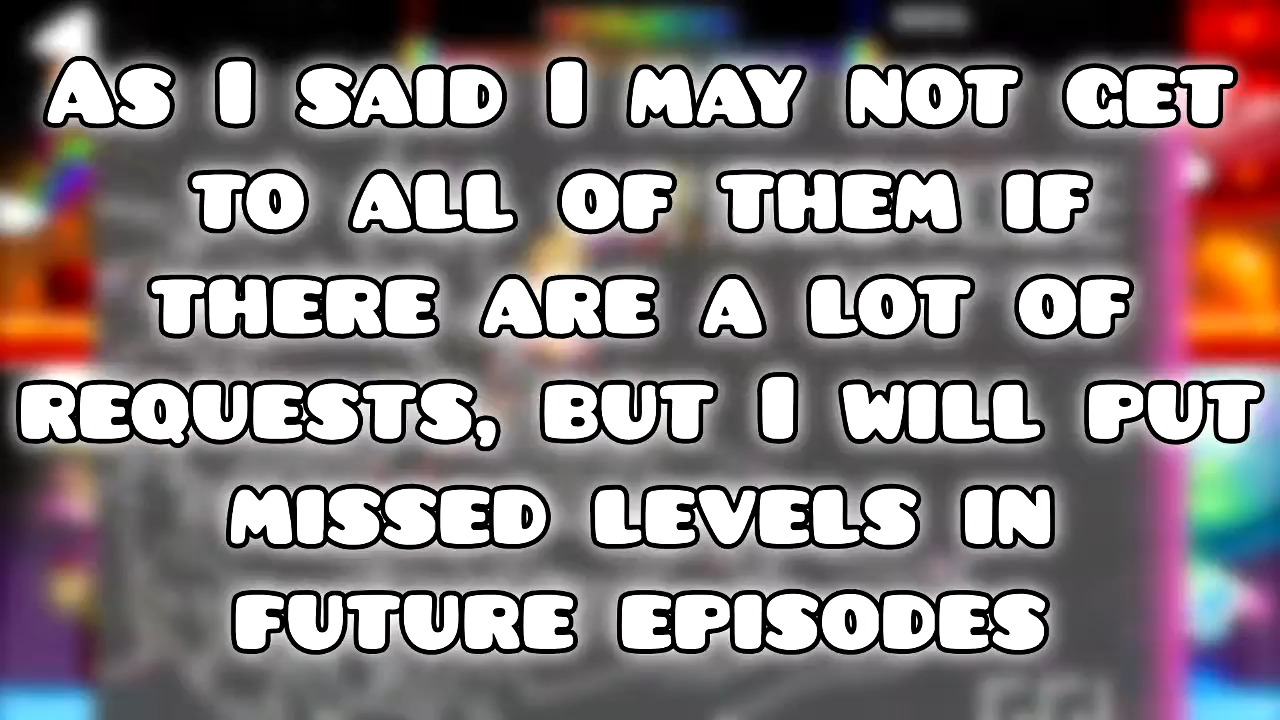 As I said I may not get
to all of them if
there are a lot of
requests, but I will put
missed levels in
future episodes